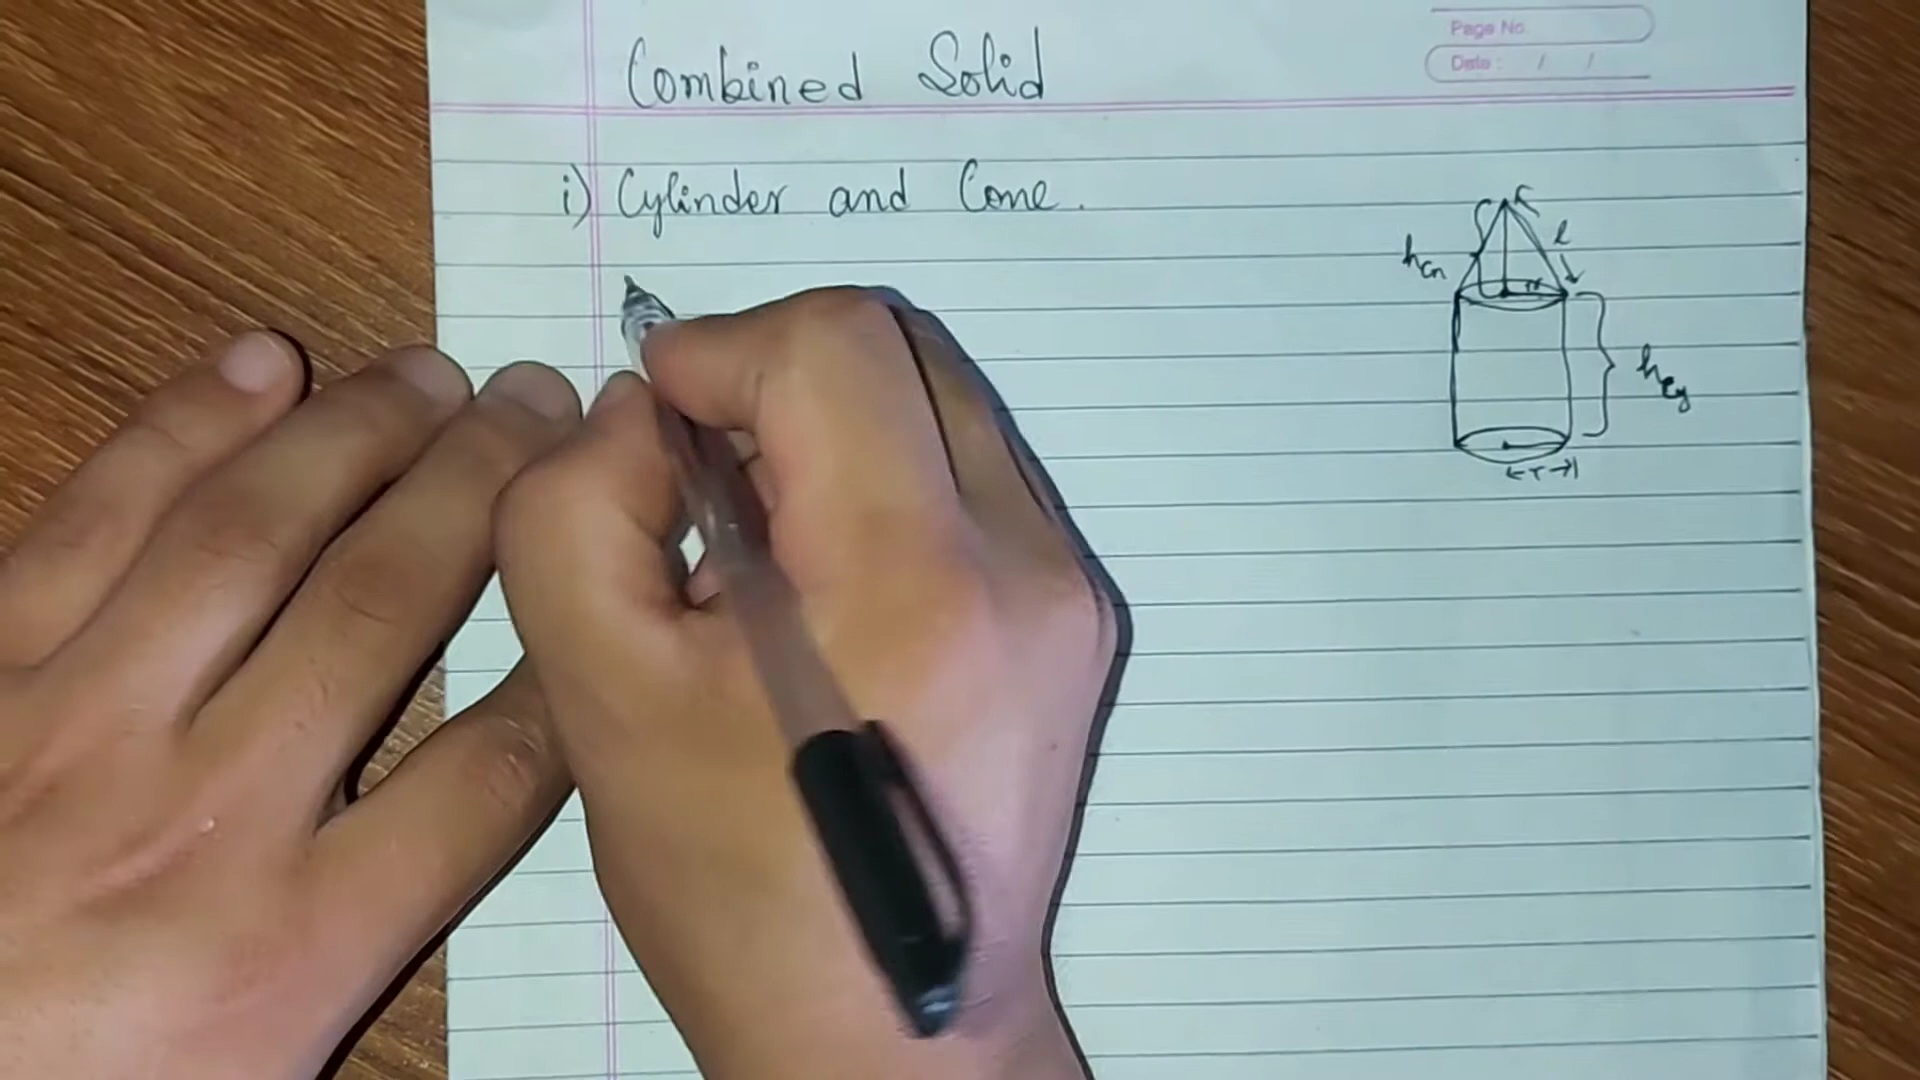 Page No.
Date : / /
Combined Solid
i) Cylinder and Cone.
l
hcn
r
hcy
←r→